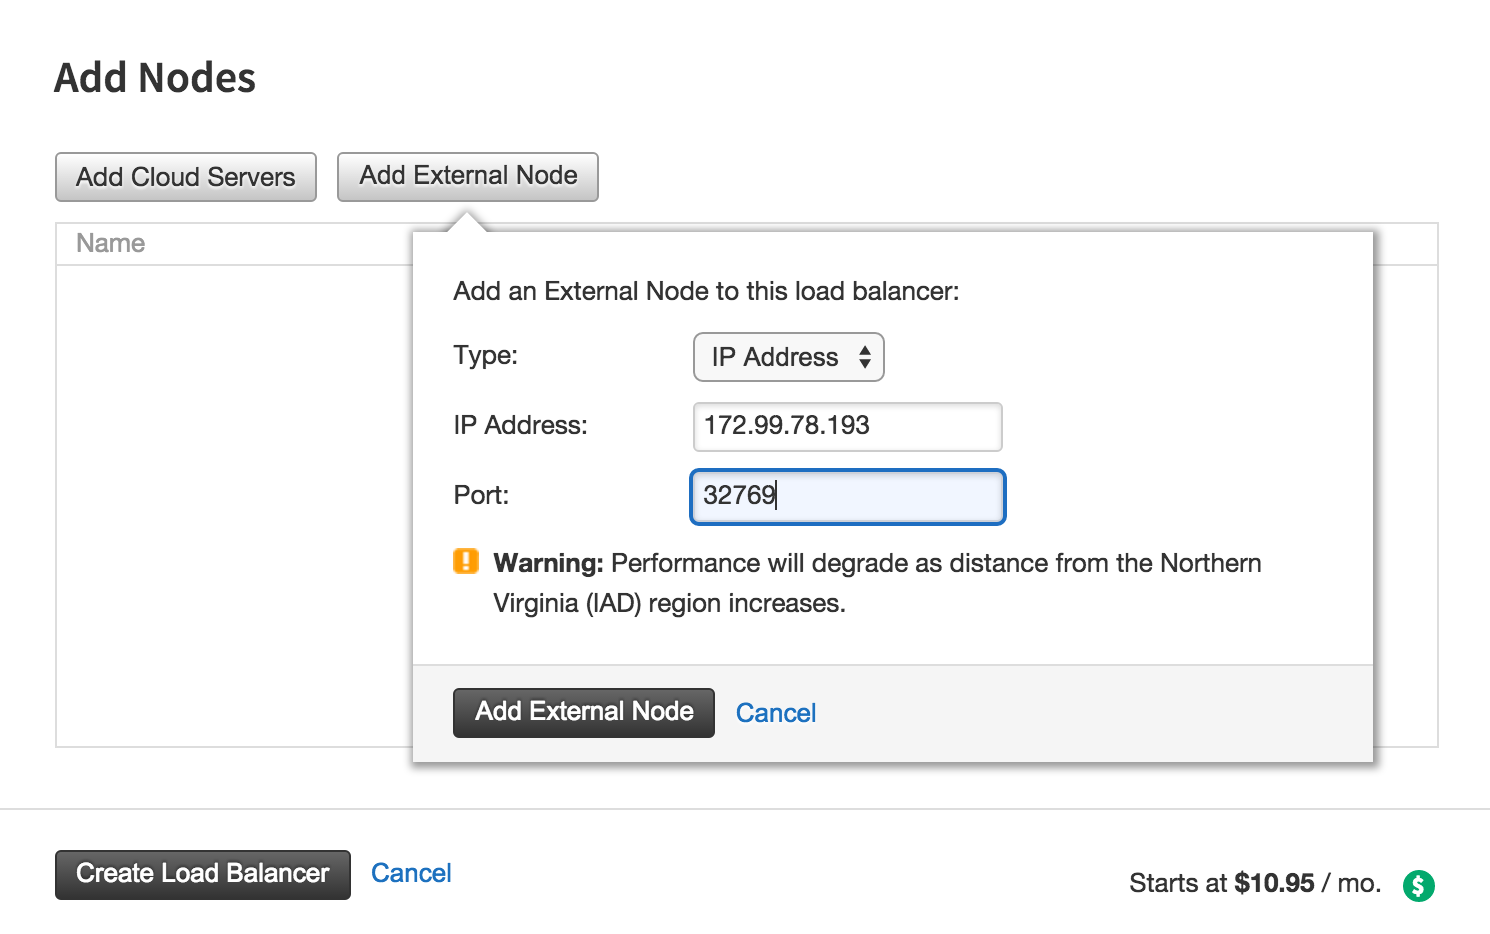 Add Nodes
Add Cloud Servers
Add External Node
Name
Add an External Node to this load balancer:
Type:
IP Address
IP Address:
172.99.78.193
Port:
32769
! Warning: Performance will degrade as distance from the Northern
Virginia (IAD) region increases.
Add External Node
Cancel
Create Load Balancer
Cancel
Starts at $10.95 / mo.
$